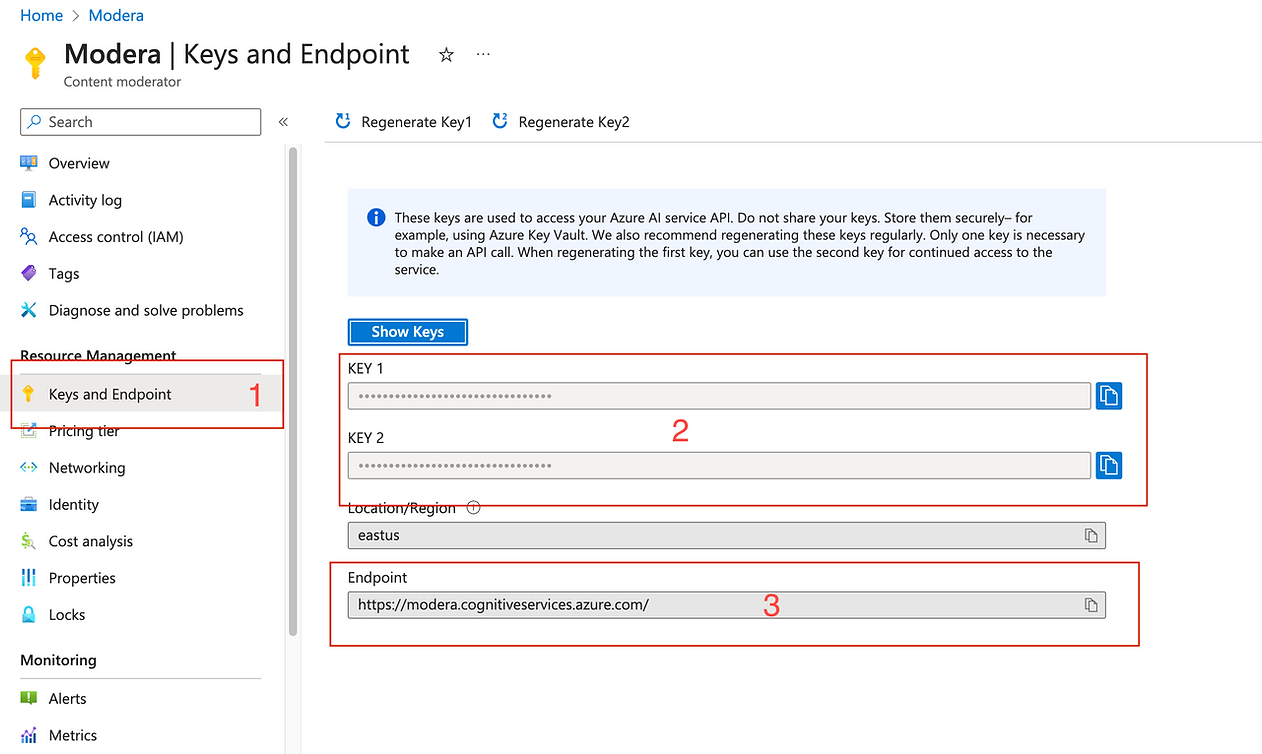 Home > Modera
Modera | Keys and Endpoint
Content moderator
Search
«
Regenerate Key1
Regenerate Key2
Overview
Activity log
Access control (IAM)
Tags
Diagnose and solve problems
Resource Management
Keys and Endpoint
1
Pricing tier
Networking
Identity
Cost analysis
Properties
Locks
Monitoring
Alerts
Metrics
These keys are used to access your Azure AI service API. Do not share your keys. Store them securely– for
example, using Azure Key Vault. We also recommend regenerating these keys regularly. Only one key is necessary
to make an API call. When regenerating the first key, you can use the second key for continued access to the
service.
Show Keys
KEY 1
••••••••••••••••••••••••••••••••
2
KEY 2
••••••••••••••••••••••••••••••••
Location/Region
eastus
Endpoint
https://modera.cognitiveservices.azure.com/
3